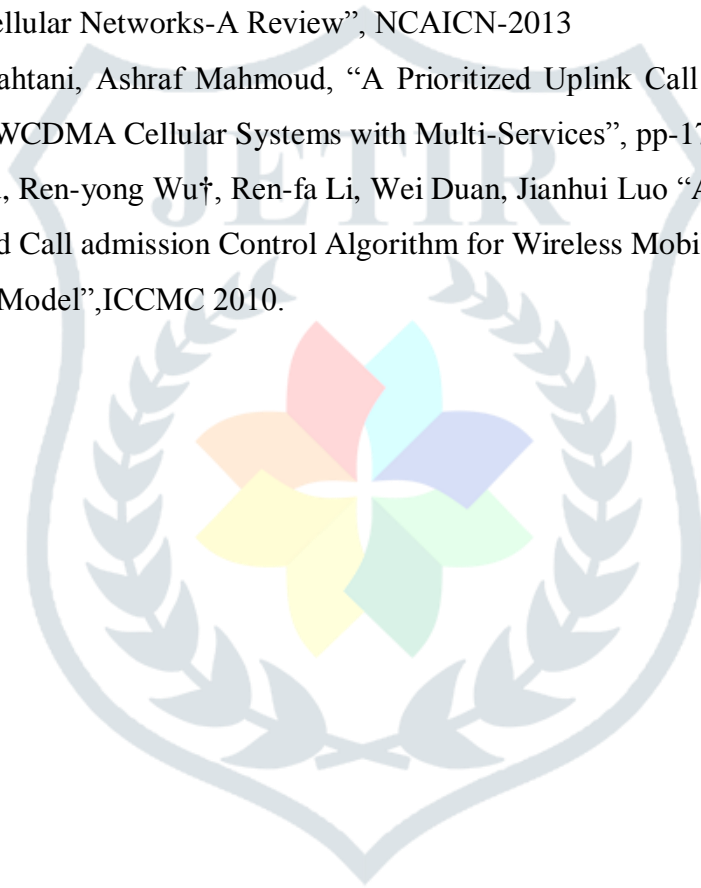 ellular Networks-A Review”, NCAICN-2013
ahtani, Ashraf Mahmoud, “A Prioritized Uplink Call
WCDMA Cellular Systems with Multi-Services”, pp-17
, Ren-yong Wu†, Ren-fa Li, Wei Duan, Jianhui Luo “A
d Call admission Control Algorithm for Wireless Mobi
Model”,ICCMC 2010.
JETIR